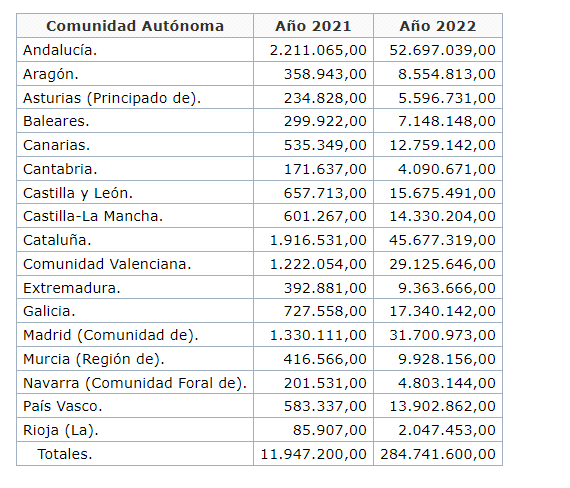 Comunidad Autónoma Año 2021 Año 2022
Andalucía. 2.211.065,00 52.697.039,00
Aragón. 358.943,00 8.554.813,00
Asturias (Principado de). 234.828,00 5.596.731,00
Baleares. 299.922,00 7.148.148,00
Canarias. 535.349,00 12.759.142,00
Cantabria. 171.637,00 4.090.671,00
Castilla y León. 657.713,00 15.675.491,00
Castilla-La Mancha. 601.267,00 14.330.204,00
Cataluña. 1.916.531,00 45.677.319,00
Comunidad Valenciana. 1.222.054,00 29.125.646,00
Extremadura. 392.881,00 9.363.666,00
Galicia. 727.558,00 17.340.142,00
Madrid (Comunidad de). 1.330.111,00 31.700.973,00
Murcia (Región de). 416.566,00 9.928.156,00
Navarra (Comunidad Foral de). 201.531,00 4.803.144,00
País Vasco. 583.337,00 13.902.862,00
Rioja (La). 85.907,00 2.047.453,00
Totales. 11.947.200,00 284.741.600,00